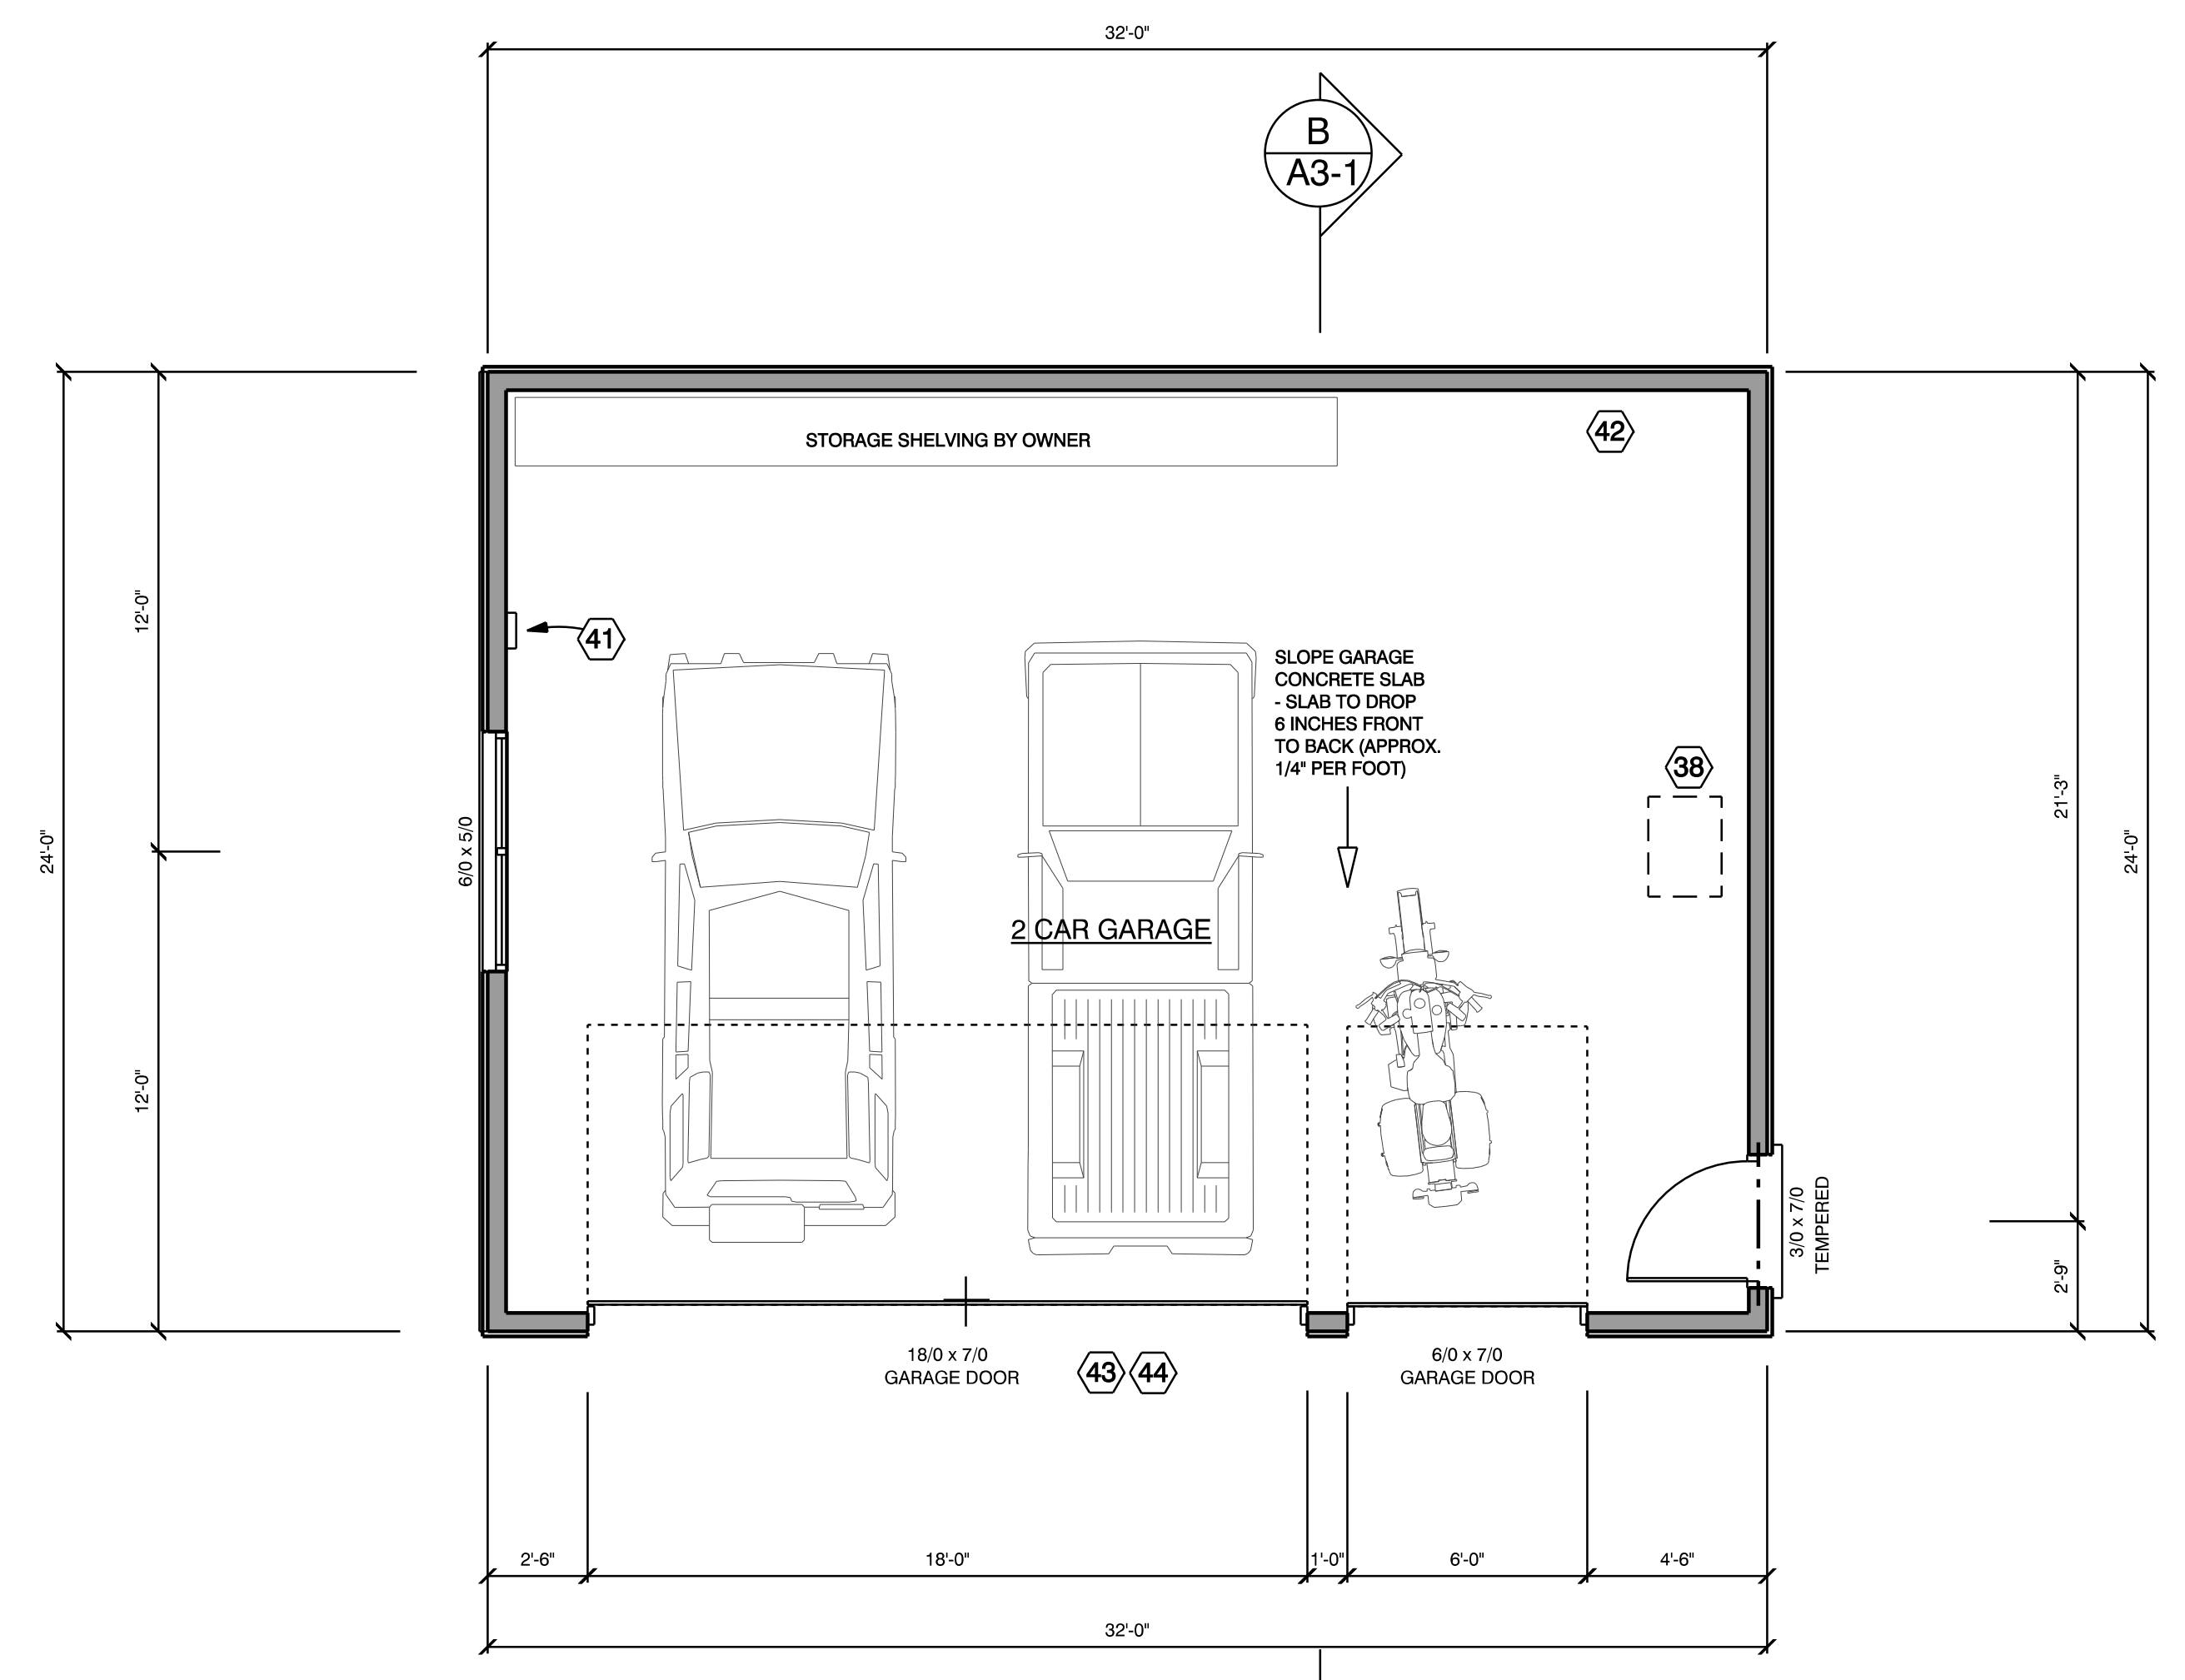 32'-0"
B
A3-1
STORAGE SHELVING BY OWNER
42
12'-0"
41
SLOPE GARAGE
CONCRETE SLAB
- SLAB TO DROP
6 INCHES FRONT
TO BACK (APPROX.
1/4" PER FOOT)
38
24'-0"
6/0 x 5/0
21'-3"
24'-0"
2 CAR GARAGE
12'-0"
3/0 x 7/0
TEMPERED
2'-9"
18/0 x 7/0
GARAGE DOOR
43
44
6/0 x 7/0
GARAGE DOOR
2'-6"
18'-0"
1'-0"
6'-0"
4'-6"
32'-0"